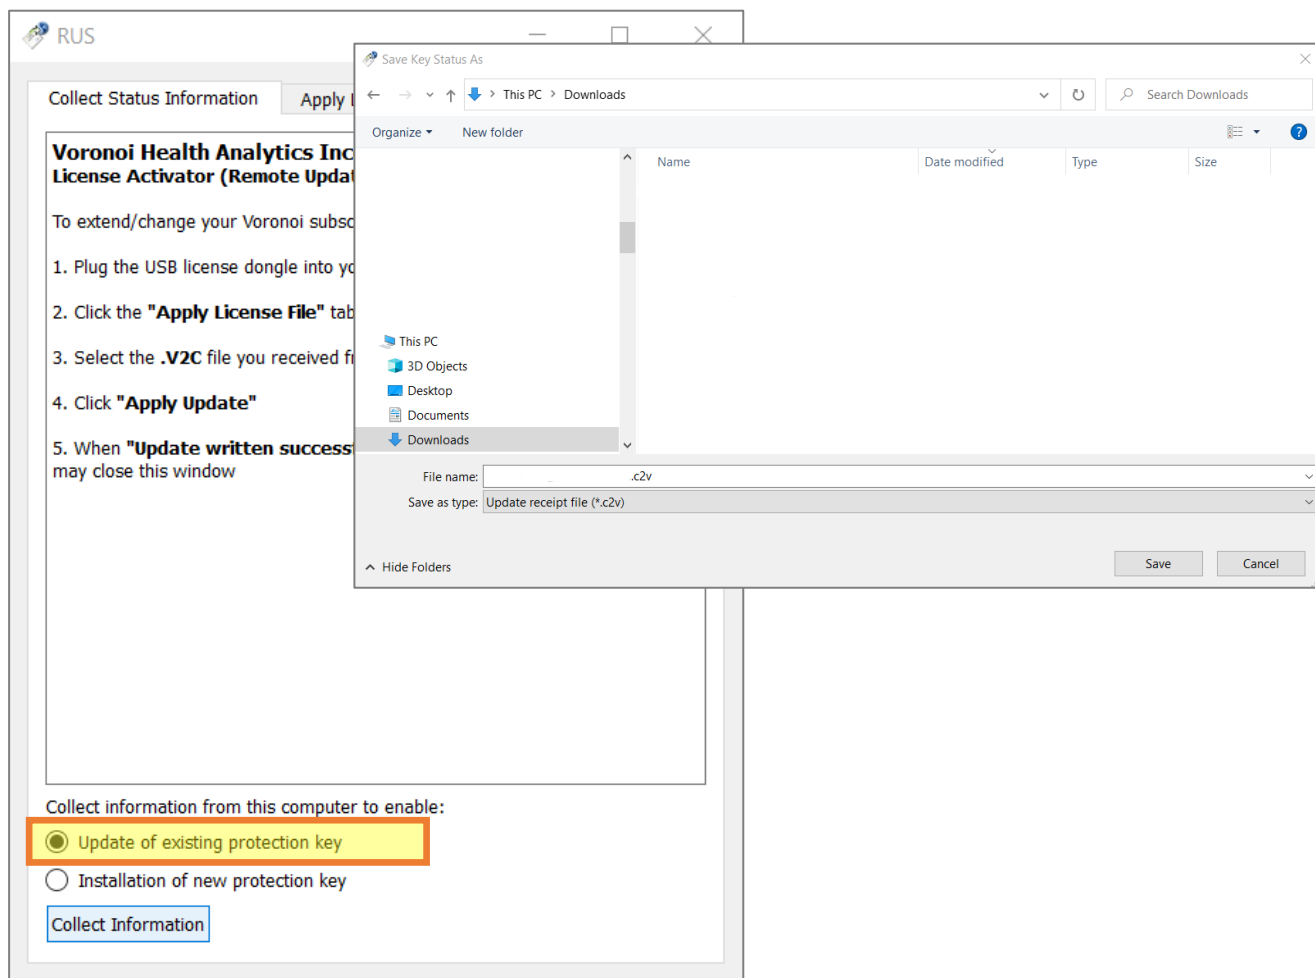 RUS
Collect Status Information
Apply
Voronoi Health Analytics Inc
License Activator (Remote Updat
To extend/change your Voronoi subsc
1. Plug the USB license dongle into yo
2. Click the "Apply License File" tab
3. Select the .V2C file you received fr
4. Click "Apply Update"
5. When "Update written success
may close this window
Collect information from this computer to enable:
Update of existing protection key
Installation of new protection key
Collect Information
Save Key Status As
This PC > Downloads
Search Downloads
Organize
New folder
?
Name Date modified Type Size
This PC
3D Objects
Desktop
Documents
Downloads
File name: .c2v
Save as type: Update receipt file (*.c2v)
Hide Folders
Save Cancel